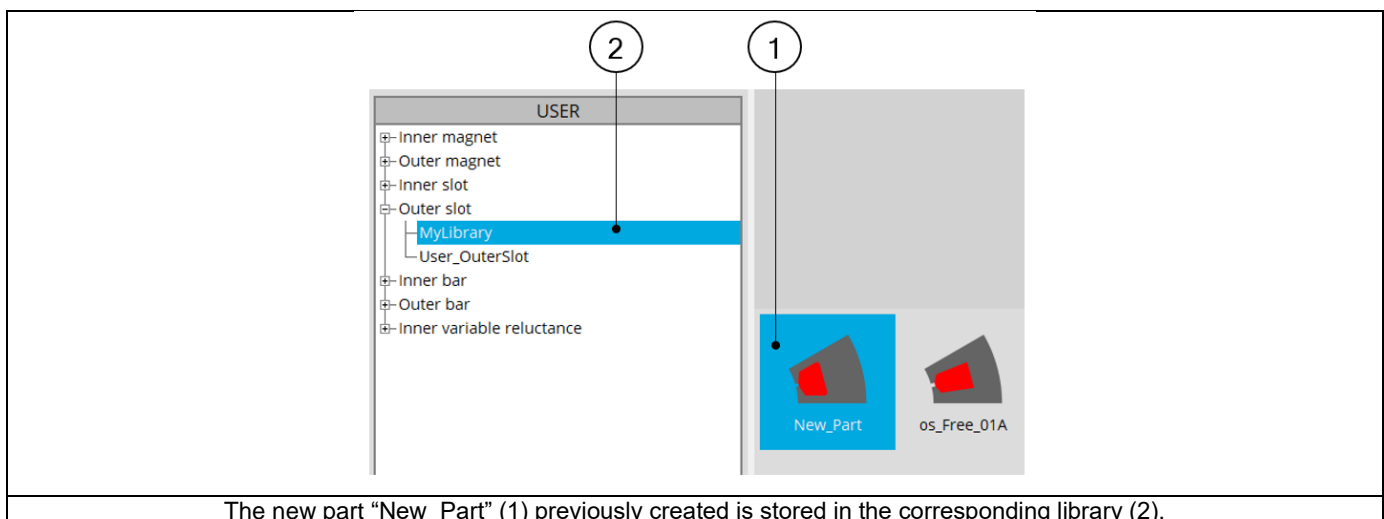 2
1
USER
Inner magnet
Outer magnet
Inner slot
Outer slot
MyLibrary
User_OuterSlot
Inner bar
Outer bar
Inner variable reluctance
New_Part
os_Free_01A
The new part “New_Part” (1) previously created is stored in the corresponding library (2).